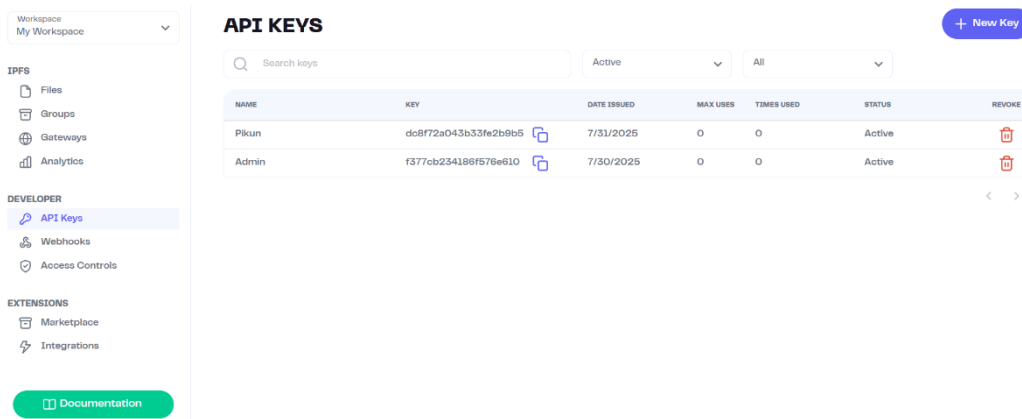 Workspace
My Workspace
IPFS
Files
Groups
Gateways
Analytics
DEVELOPER
API Keys
Webhooks
Access Controls
EXTENSIONS
Marketplace
Integrations
Documentation
API KEYS
+ New Key
Search keys
Active
All
NAME KEY DATE ISSUED MAX USES TIMES USED STATUS REVOKE
Pikun dc8f72a043b33fe2b9b5 7/31/2025 0 0 Active
Admin f377cb234186f576e610 7/30/2025 0 0 Active